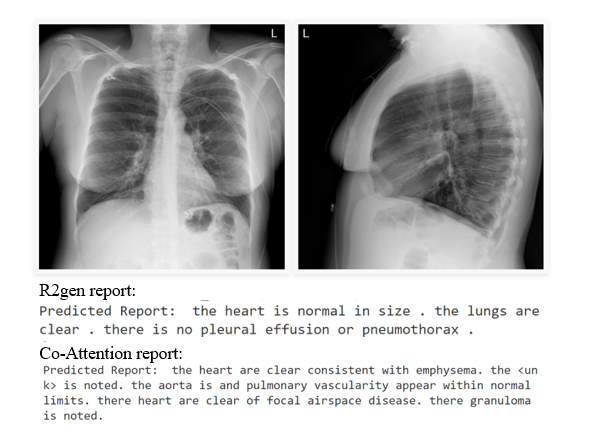 L
L
R2gen report:
Predicted Report: the heart is normal in size . the lungs are
clear . there is no pleural effusion or pneumothorax .
Co-Attention report:
Predicted Report: the heart are clear consistent with emphysema. the <un
k> is noted. the aorta is and pulmonary vascularity appear within normal
limits. there heart are clear of focal airspace disease. there granuloma
is noted.